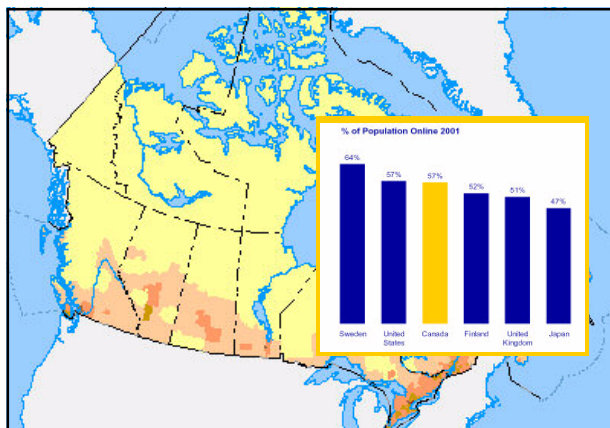 % of Population Online 2001
64%
57%
57%
52%
51%
47%
Sweden
United
States
Canada
Finland
United
Kingdom
Japan